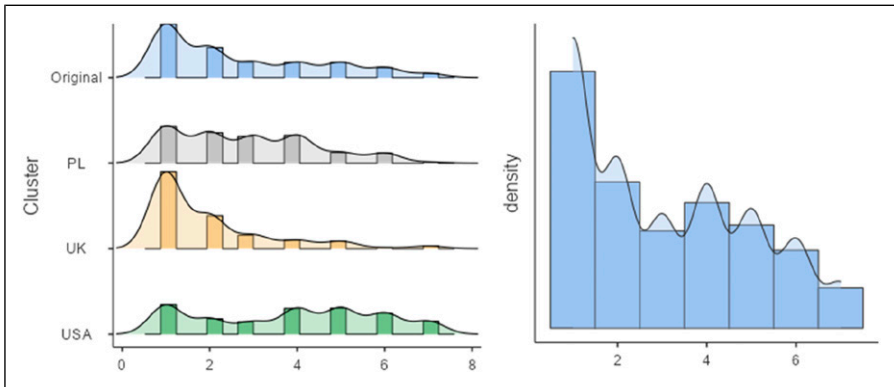 Cluster
Original
PL
UK
USA
0 2 4 6 8
density
2 4 6